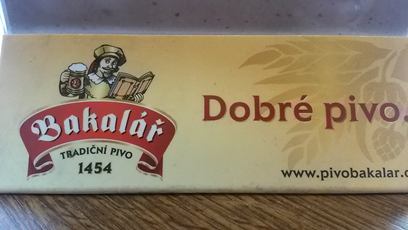 Bakalář
TRADIČNÍ PIVO
1454
Dobré pivo.
www.pivobakalar.c